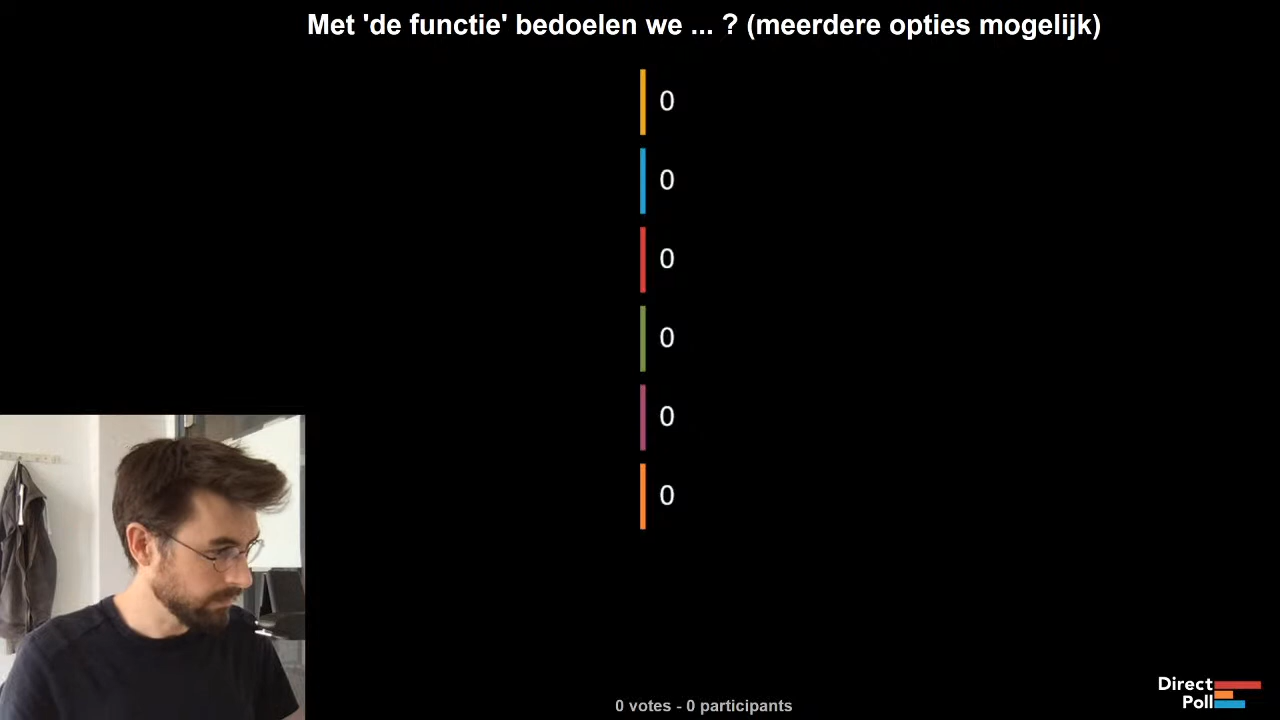 Met 'de functie' bedoelen we ... ? (meerdere opties mogelijk)
0
0
0
0
0
0
0 votes - 0 participants
Direct
Poll